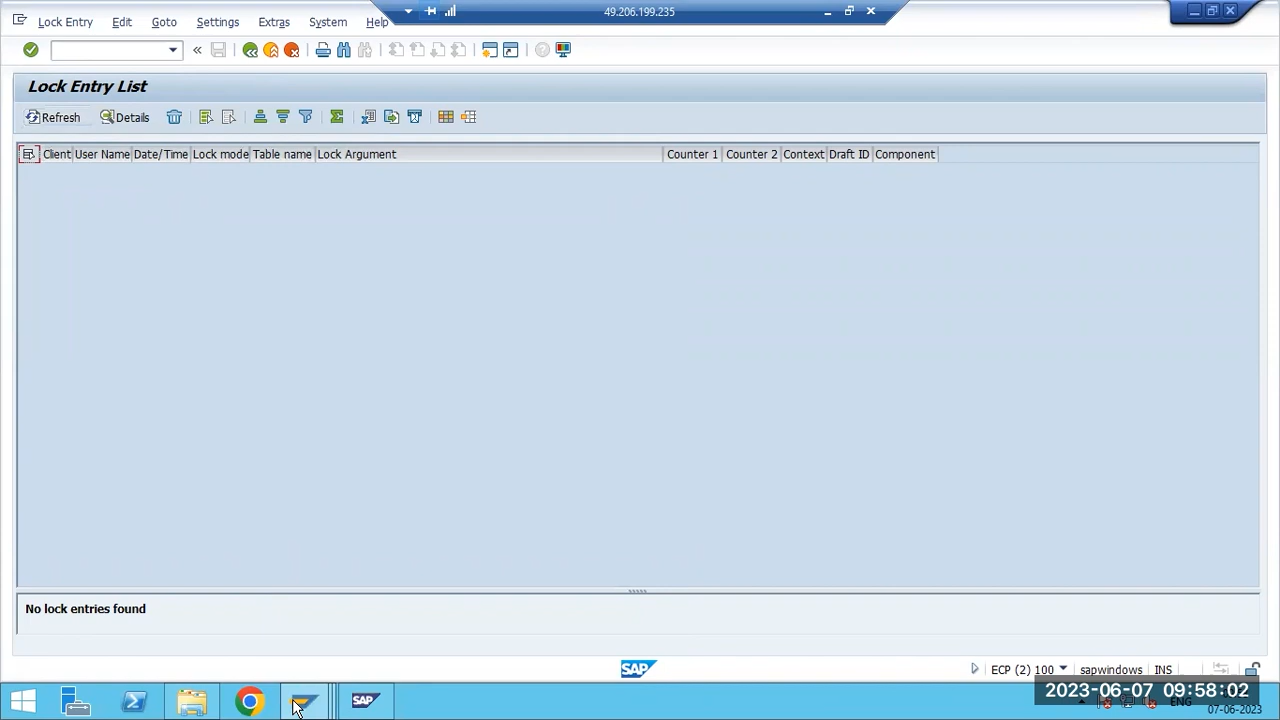 49.206.199.235
Lock Entry Edit Goto Settings Extras System Help
Lock Entry List
Refresh Details
Client User Name Date/Time Lock mode Table name Lock Argument Counter 1 Counter 2 Context Draft ID Component
No lock entries found
SAP ECP (2) 100 sapwindows INS
SAP
2023-06-07 09:58:02
ENG
07-06-2023